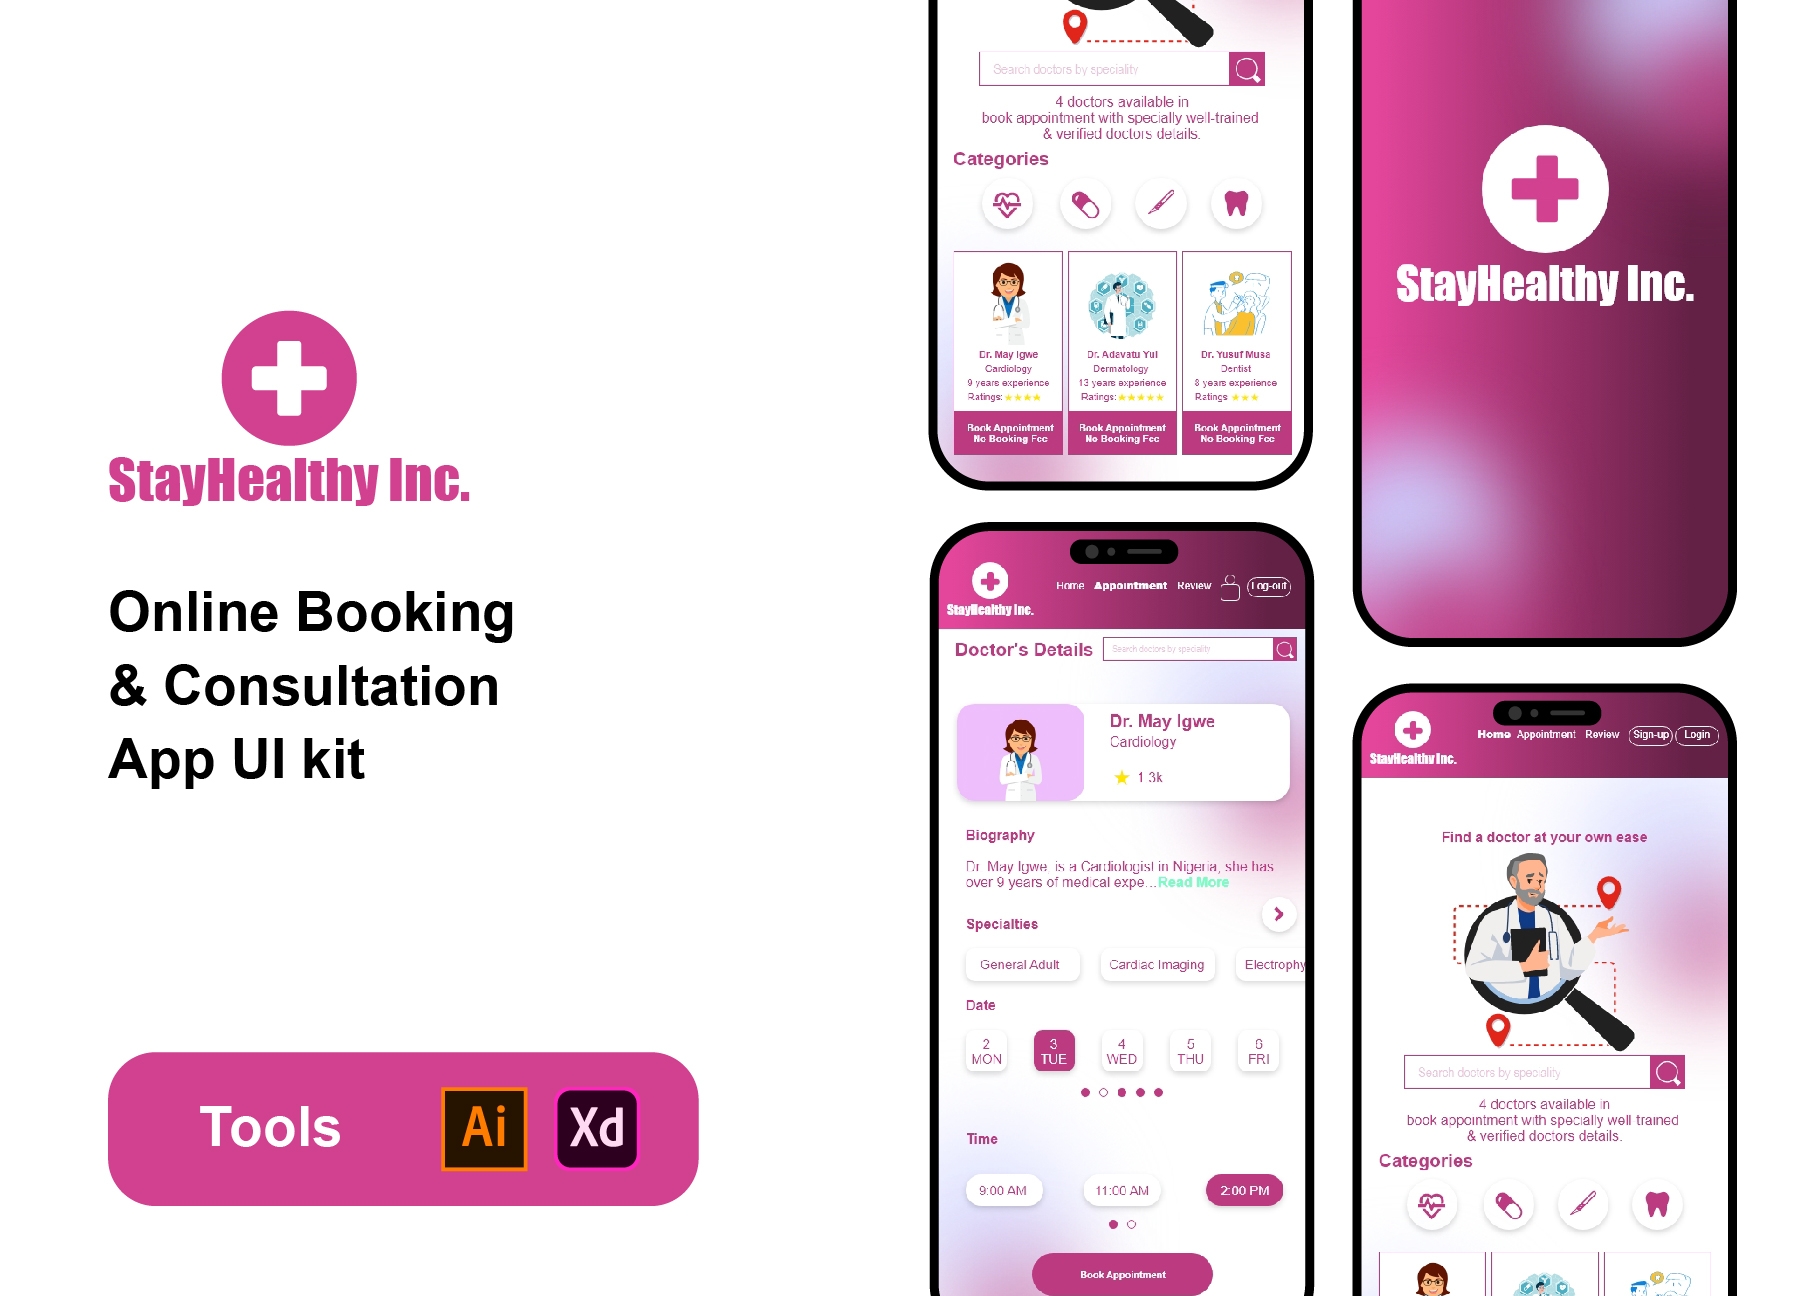 StayHealthy Inc.
Online Booking
& Consultation
App UI kit
Tools
Ai
Xd
Search doctors by speciality
4 doctors available in
book appointment with specially well-trained
& verified doctors details.
Categories
Dr. May Igwe
Cardiology
9 years experience
Ratings:
Book Appointment
No Booking Fee
Dr. Adavatu Yul
Dermatology
13 years experience
Ratings:
Book Appointment
No Booking Fee
Dr. Yusuf Musa
Dentist
8 years experience
Ratings
Book Appointment
No Booking Fee
StayHealthy Inc.
StayHealthy Inc.
Home Appointment Review Log-out
Doctor's Details
Search doctors by speciality
Dr. May Igwe
Cardiology
1.3k
Biography
Dr. May Igwe is a Cardiologist in Nigeria, she has
over 9 years of medical expe...Read More
Specialties
General Adult Cardiac Imaging Electrophy
Date
2 3 4 5 6
MON TUE WED THU FRI
Time
9:00 AM 11:00 AM 2:00 PM
Book Appointment
StayHealthy Inc.
Home Appointment Review Sign-up Login
Find a doctor at your own ease
Search doctors by speciality
4 doctors available in
book appointment with specially well trained
& verified doctors details.
Categories